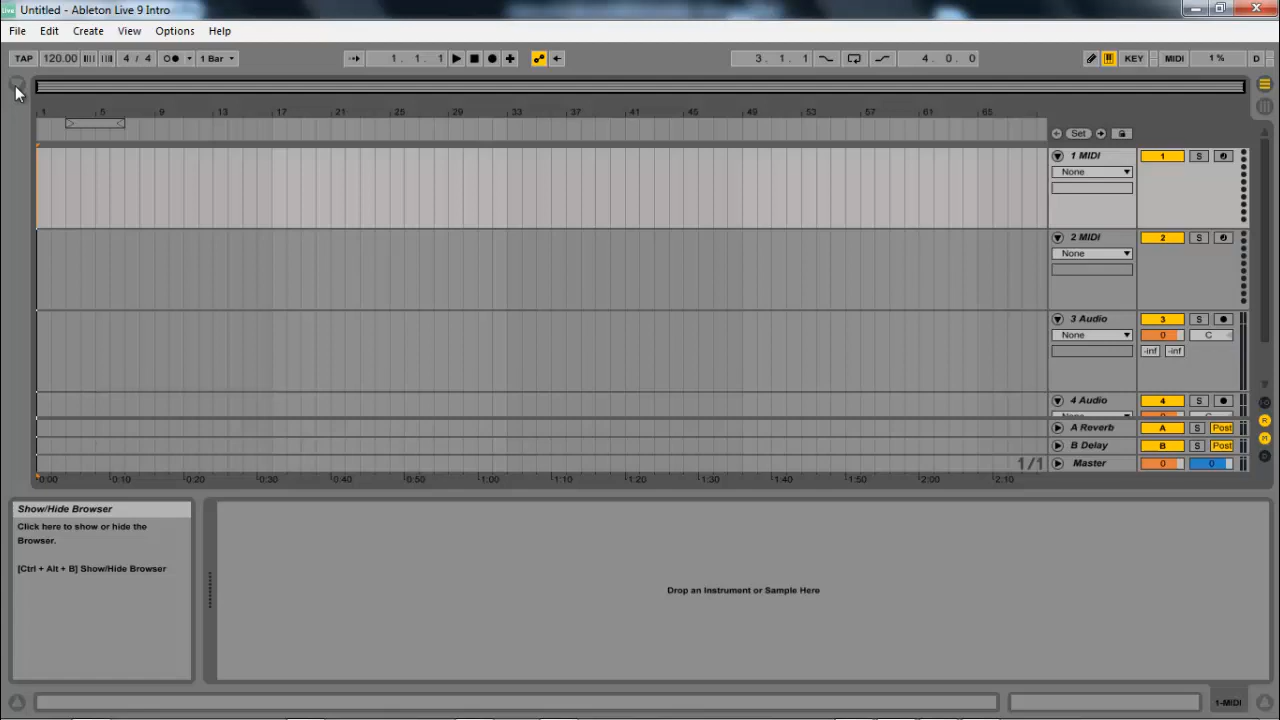 Live Untitled - Ableton Live 9 Intro
File Edit Create View Options Help
TAP 120.00 4 / 4 1 Bar 1. 1. 1 3. 1. 1 4. 0. 0 KEY MIDI 1 % D
1 5 9 13 17 21 25 29 33 37 41 45 49 53 57 61 65
Set
1 MIDI 1 S
None
2 MIDI 2 S
None
3 Audio 3 S
None 0 C
-inf -inf
4 Audio 4 S
None 0 C
A Reverb A S Post R
B Delay B S Post M
1/1 Master 0 0
0:00 0:10 0:20 0:30 0:40 0:50 1:00 1:10 1:20 1:30 1:40 1:50 2:00 2:10
Show/Hide Browser
Click here to show or hide the
Browser.
[Ctrl + Alt + B] Show/Hide Browser
Drop an Instrument or Sample Here
1-MIDI